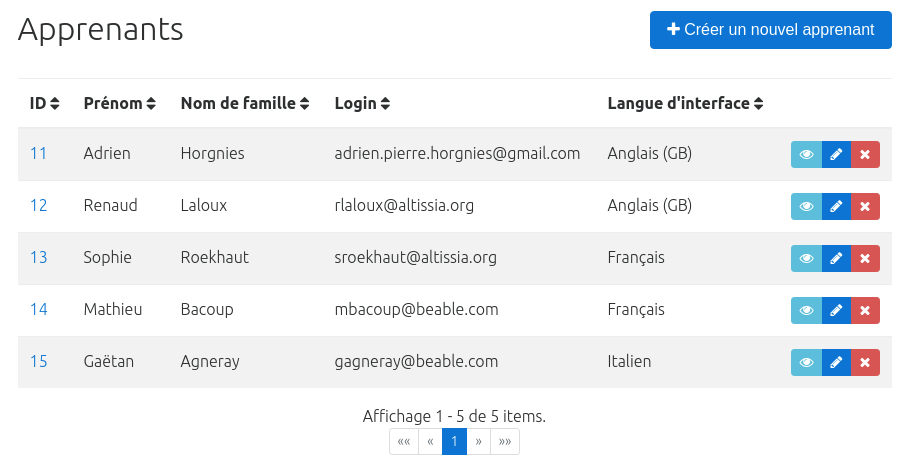 Apprenants
Créer un nouvel apprenant
ID Prénom Nom de famille Login Langue d'interface
11 Adrien Horgnies adrien.pierre.horgnies@gmail.com Anglais (GB)
12 Renaud Laloux rlaloux@altissia.org Anglais (GB)
13 Sophie Roekhaut sroekhaut@altissia.org Français
14 Mathieu Bacoup mbacoup@beable.com Français
15 Gaëtan Agneray gagneray@beable.com Italien
Affichage 1 - 5 de 5 items.
«« « 1 » »»